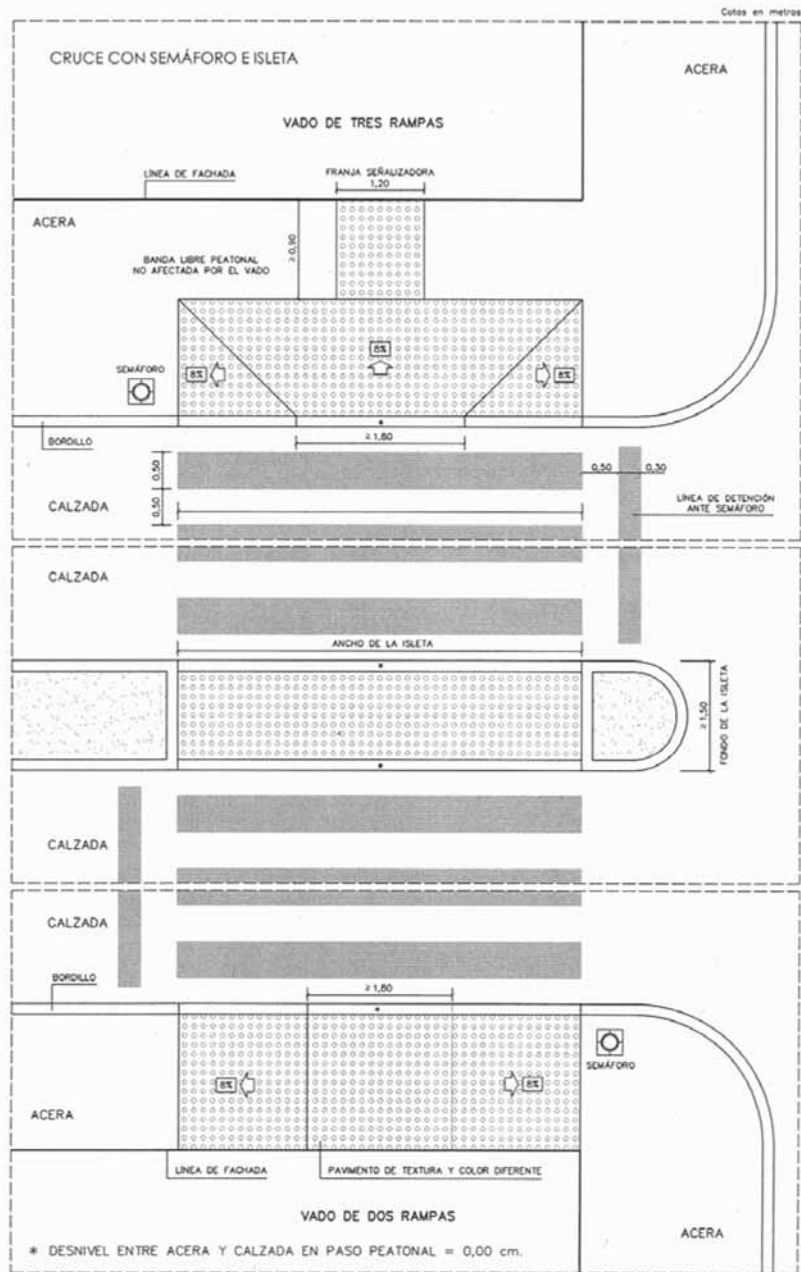 Cotas en metros
CRUCE CON SEMÁFORO E ISLETA
ACERA
VADO DE TRES RAMPAS
LÍNEA DE FACHADA
FRANJA SEÑALIZADORA
1,20
ACERA
≥ 0,90
BANDA LIBRE PEATONAL
NO AFECTADA POR EL VADO
8%
SEMÁFORO
8%
8%
BORDILLO
≥ 1,80
0,50
0,50
0,30
CALZADA
0,50
LÍNEA DE DETENCIÓN
ANTE SEMÁFORO
CALZADA
ANCHO DE LA ISLETA
≥ 1,50
FONDO DE LA ISLETA
CALZADA
CALZADA
BORDILLO
≥ 1,80
8%
8%
SEMÁFORO
ACERA
LÍNEA DE FACHADA
PAVIMENTO DE TEXTURA Y COLOR DIFERENTE
VADO DE DOS RAMPAS
ACERA
* DESNIVEL ENTRE ACERA Y CALZADA EN PASO PEATONAL = 0,00 cm.